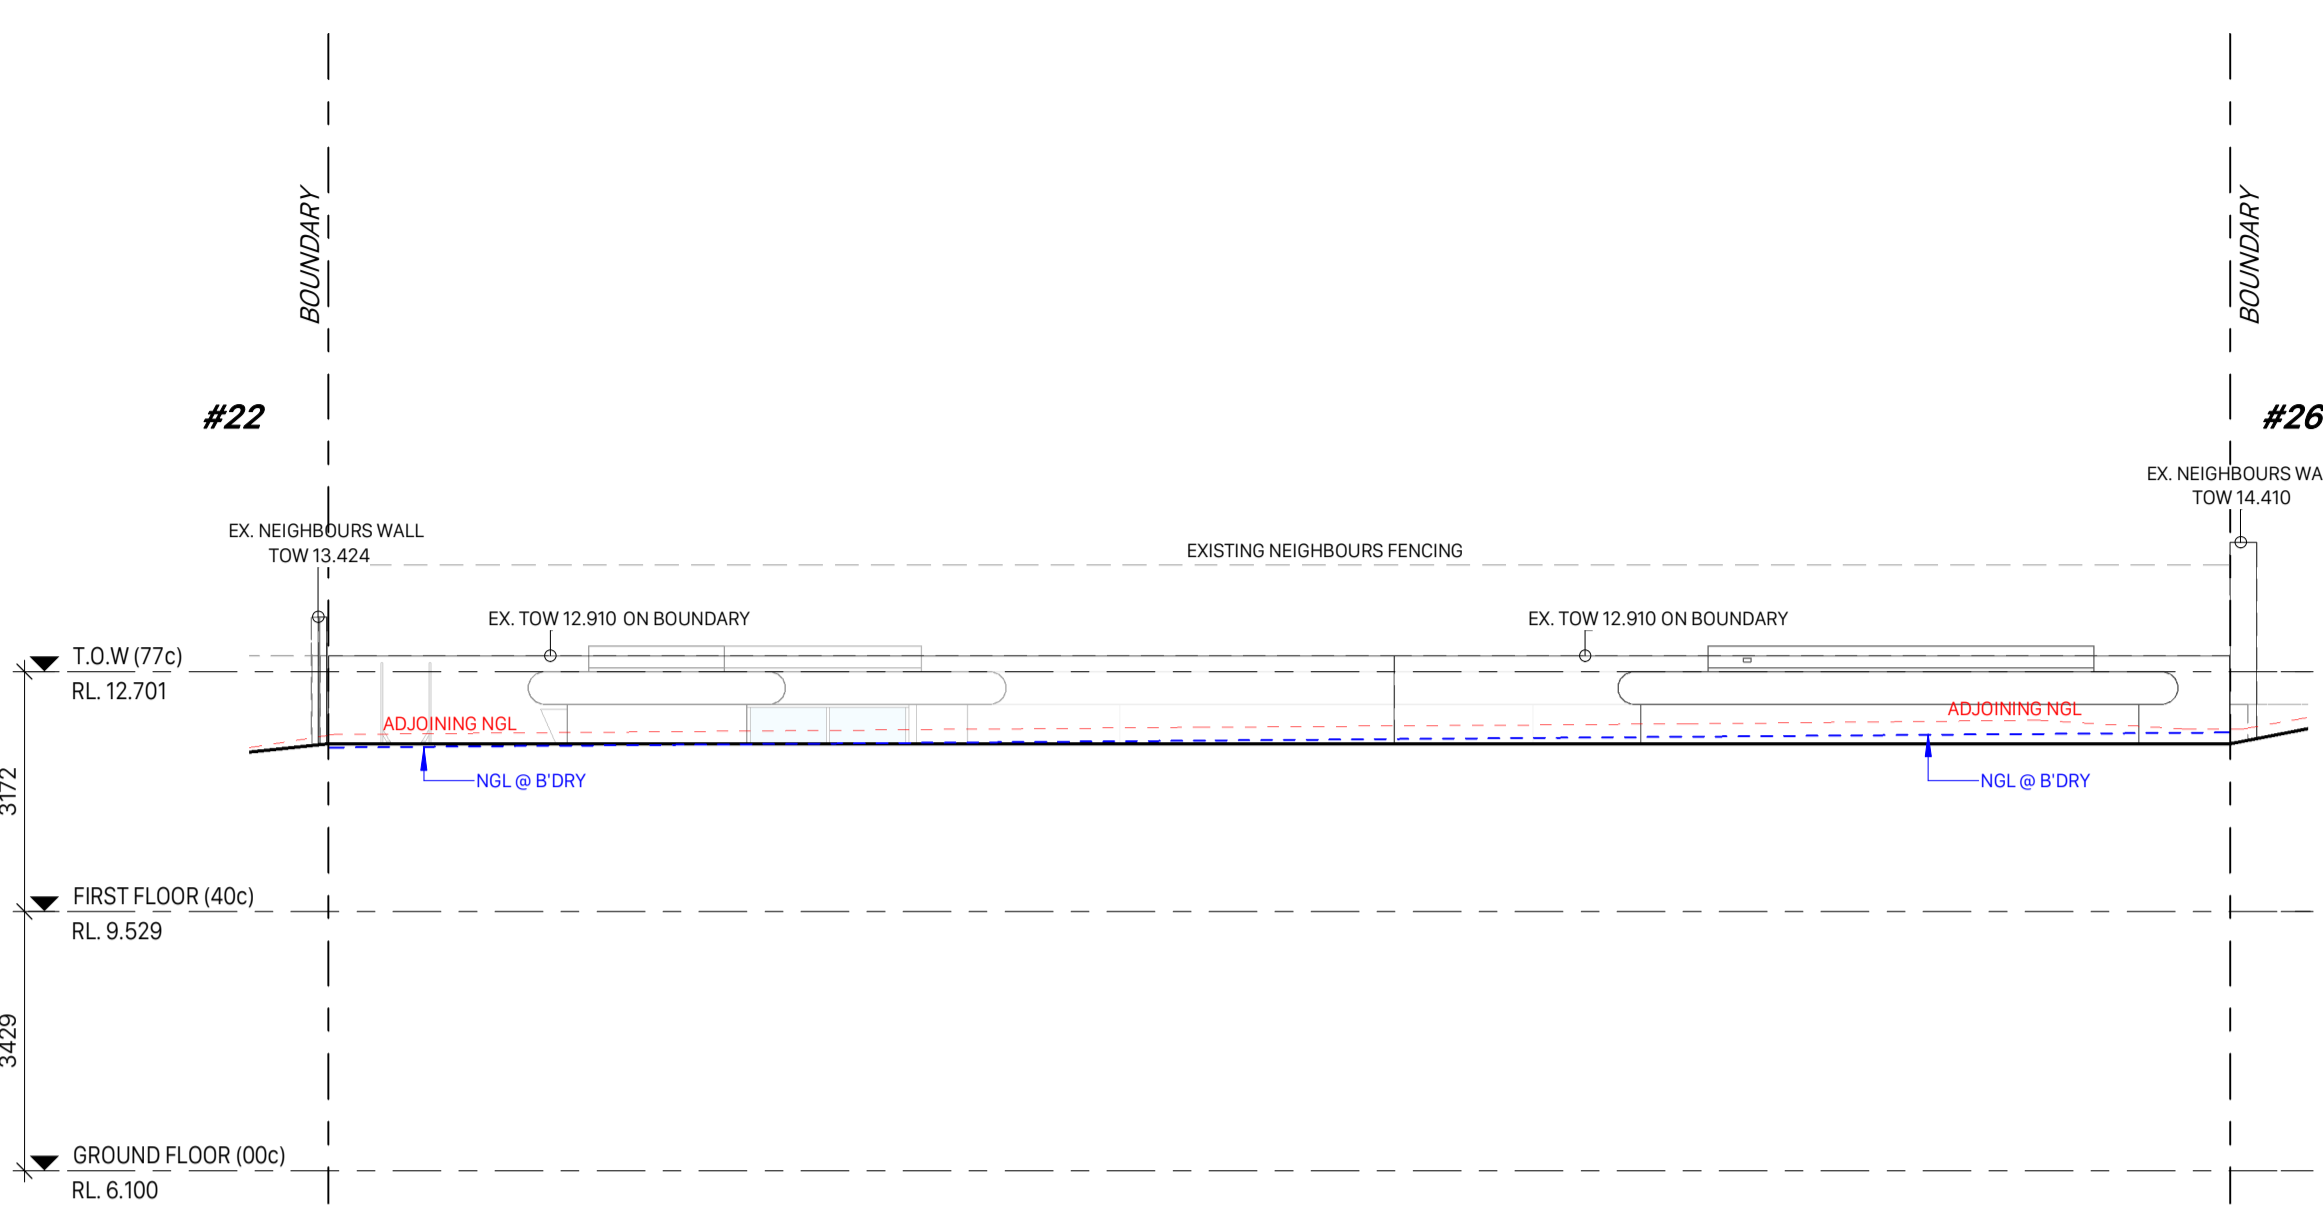 BOUNDARY
BOUNDARY
#22
#26
EX. NEIGHBOURS WA
TOW 14.410
EX. NEIGHBOURS WALL
TOW 13.424
EXISTING NEIGHBOURS FENCING
EX. TOW 12.910 ON BOUNDARY
EX. TOW 12.910 ON BOUNDARY
T.O.W (77c)
RL. 12.701
ADJOINING NGL
ADJOINING NGL
NGL @ B'DRY
NGL @ B'DRY
3172
FIRST FLOOR (40c)
RL. 9.529
3429
GROUND FLOOR (00c)
RL. 6.100